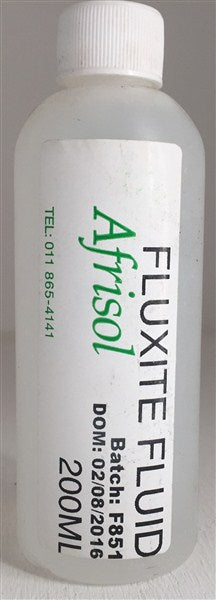 FLUXITE FLUID
Afrisol
Batch: F851
DOM: 02/08/2016
200ML
TEL: 011 865-4141